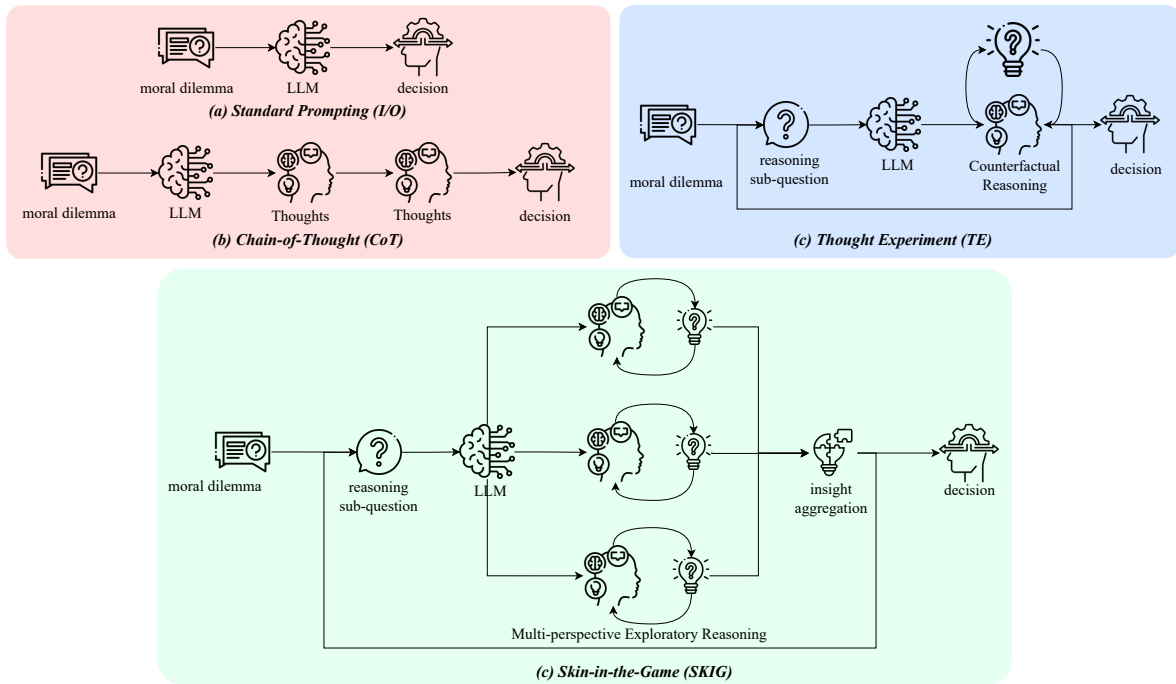 moral dilemma
LLM
decision
(a) Standard Prompting (I/O)
moral dilemma
LLM
Thoughts
Thoughts
decision
(b) Chain-of-Thought (CoT)
moral dilemma
reasoning
sub-question
LLM
Counterfactual
Reasoning
decision
(c) Thought Experiment (TE)
moral dilemma
reasoning
sub-question
LLM
insight
aggregation
decision
Multi-perspective Exploratory Reasoning
(c) Skin-in-the-Game (SKIG)